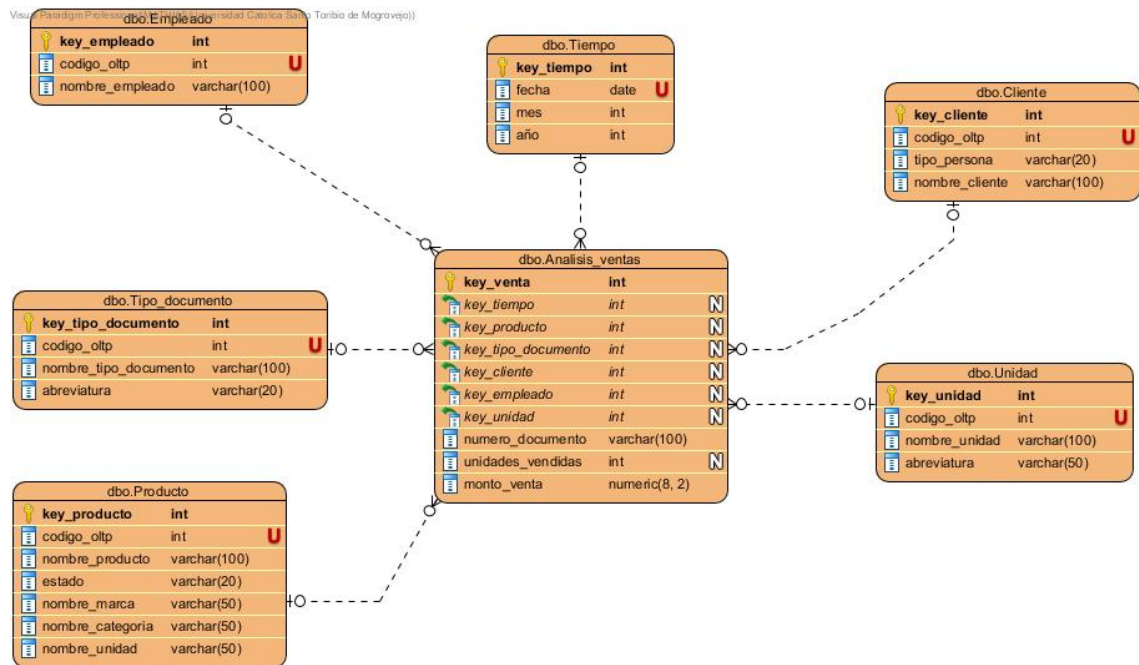 Visual Paradigm Professional Universidad Catolica Santo Toribio de Mogrovejo))
dbo.Empleado
key_empleado int
codigo_oltp int U
nombre_empleado varchar(100)
dbo.Tiempo
key_tiempo int
fecha date U
mes int
año int
dbo.Cliente
key_cliente int
codigo_oltp int U
tipo_persona varchar(20)
nombre_cliente varchar(100)
dbo.Analisis_ventas
key_venta int
key_tiempo int N
key_producto int N
key_tipo_documento int N
key_cliente int N
key_empleado int N
key_unidad int N
numero_documento varchar(100)
unidades_vendidas int N
monto_venta numeric(8, 2)
dbo.Tipo_documento
key_tipo_documento int
codigo_oltp int U
nombre_tipo_documento varchar(100)
abreviatura varchar(20)
dbo.Unidad
key_unidad int
codigo_oltp int U
nombre_unidad varchar(100)
abreviatura varchar(50)
dbo.Producto
key_producto int
codigo_oltp int U
nombre_producto varchar(100)
estado varchar(20)
nombre_marca varchar(50)
nombre_categoria varchar(50)
nombre_unidad varchar(50)